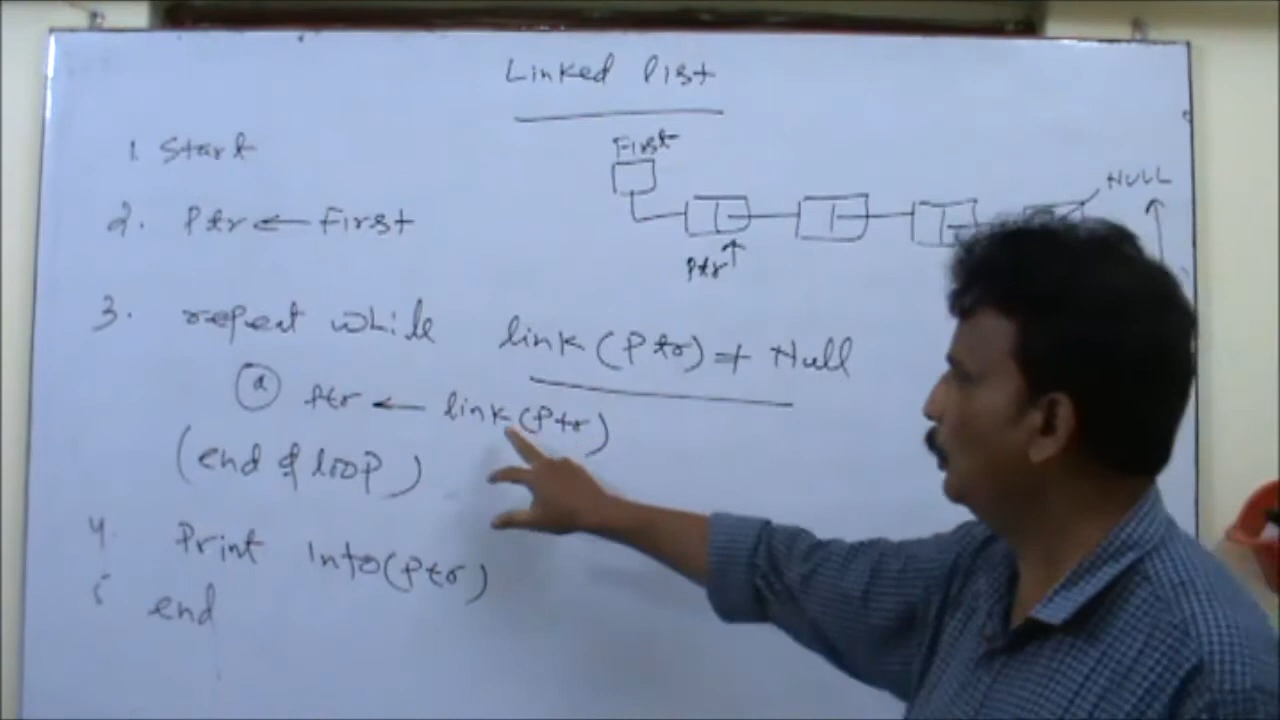 Linked list
1. Start
2. Ptr ← First
3. repeat while link(Ptr) ≠ Null
(a) ptr ← link(Ptr)
(end of loop)
4. Print Info(Ptr)
end
First
NULL
Ptr